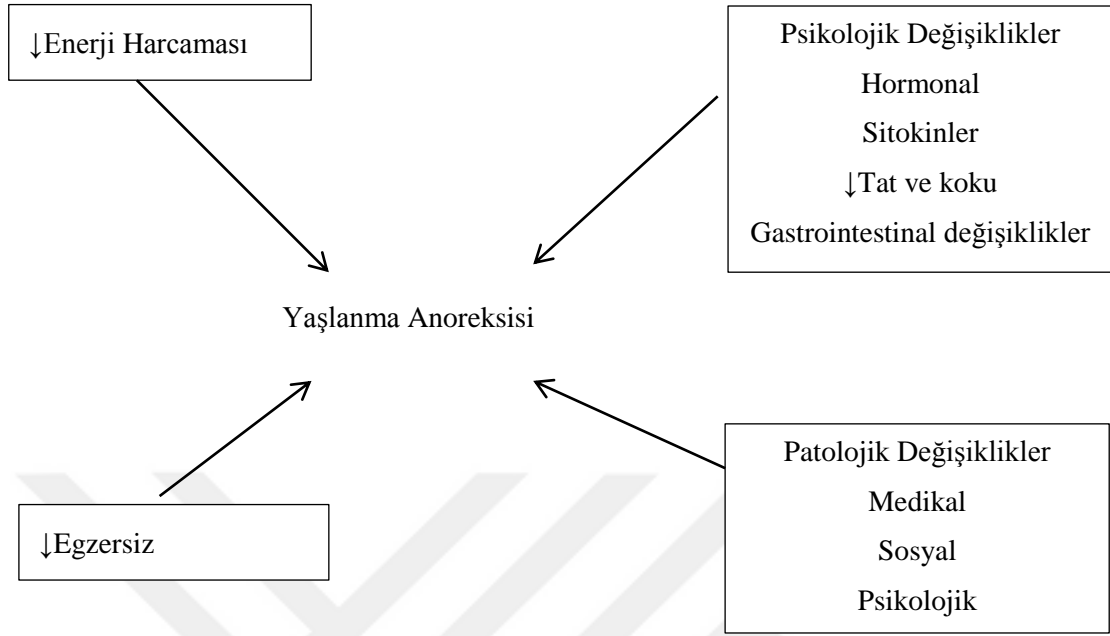 ↓Enerji Harcaması
Psikolojik Değişiklikler
Hormonal
Sitokinler
↓Tat ve koku
Gastrointestinal değişiklikler
Yaşlanma Anoreksisi
↓Egzersiz
Patolojik Değişiklikler
Medikal
Sosyal
Psikolojik